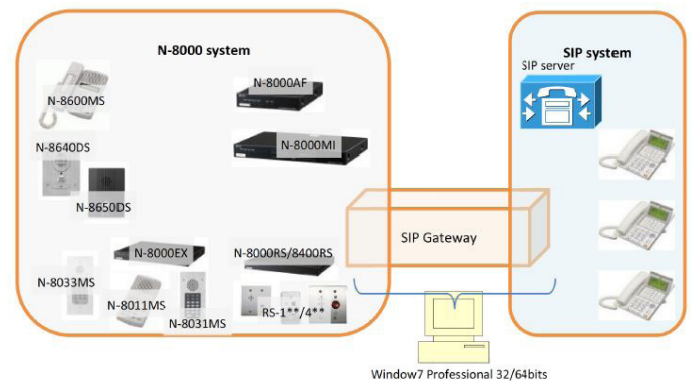 N-8000 system
SIP system
SIP server
N-8600MS
N-8000AF
N-8640DS
N-8000MI
N-8650DS
SIP Gateway
N-8000EX
N-8000RS/8400RS
N-8033MS
N-8011MS
N-8031MS
RS-1**/4**
Window7 Professional 32/64bits